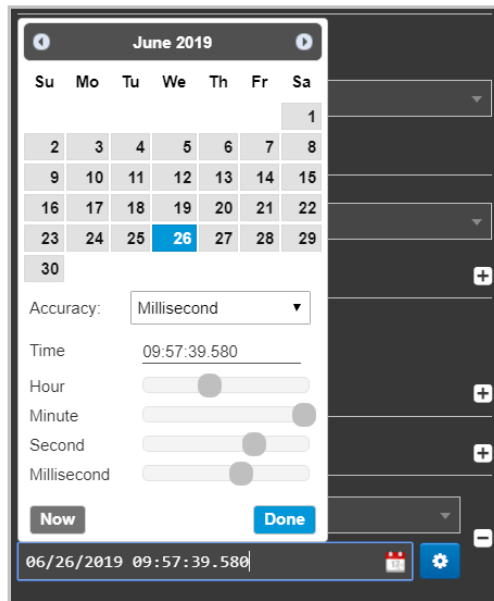 June 2019
Su Mo Tu We Th Fr Sa
1
2 3 4 5 6 7 8
9 10 11 12 13 14 15
16 17 18 19 20 21 22
23 24 25 26 27 28 29
30
Accuracy: Millisecond
Time 09:57:39.580
Hour
Minute
Second
Millisecond
Now Done
06/26/2019 09:57:39.580